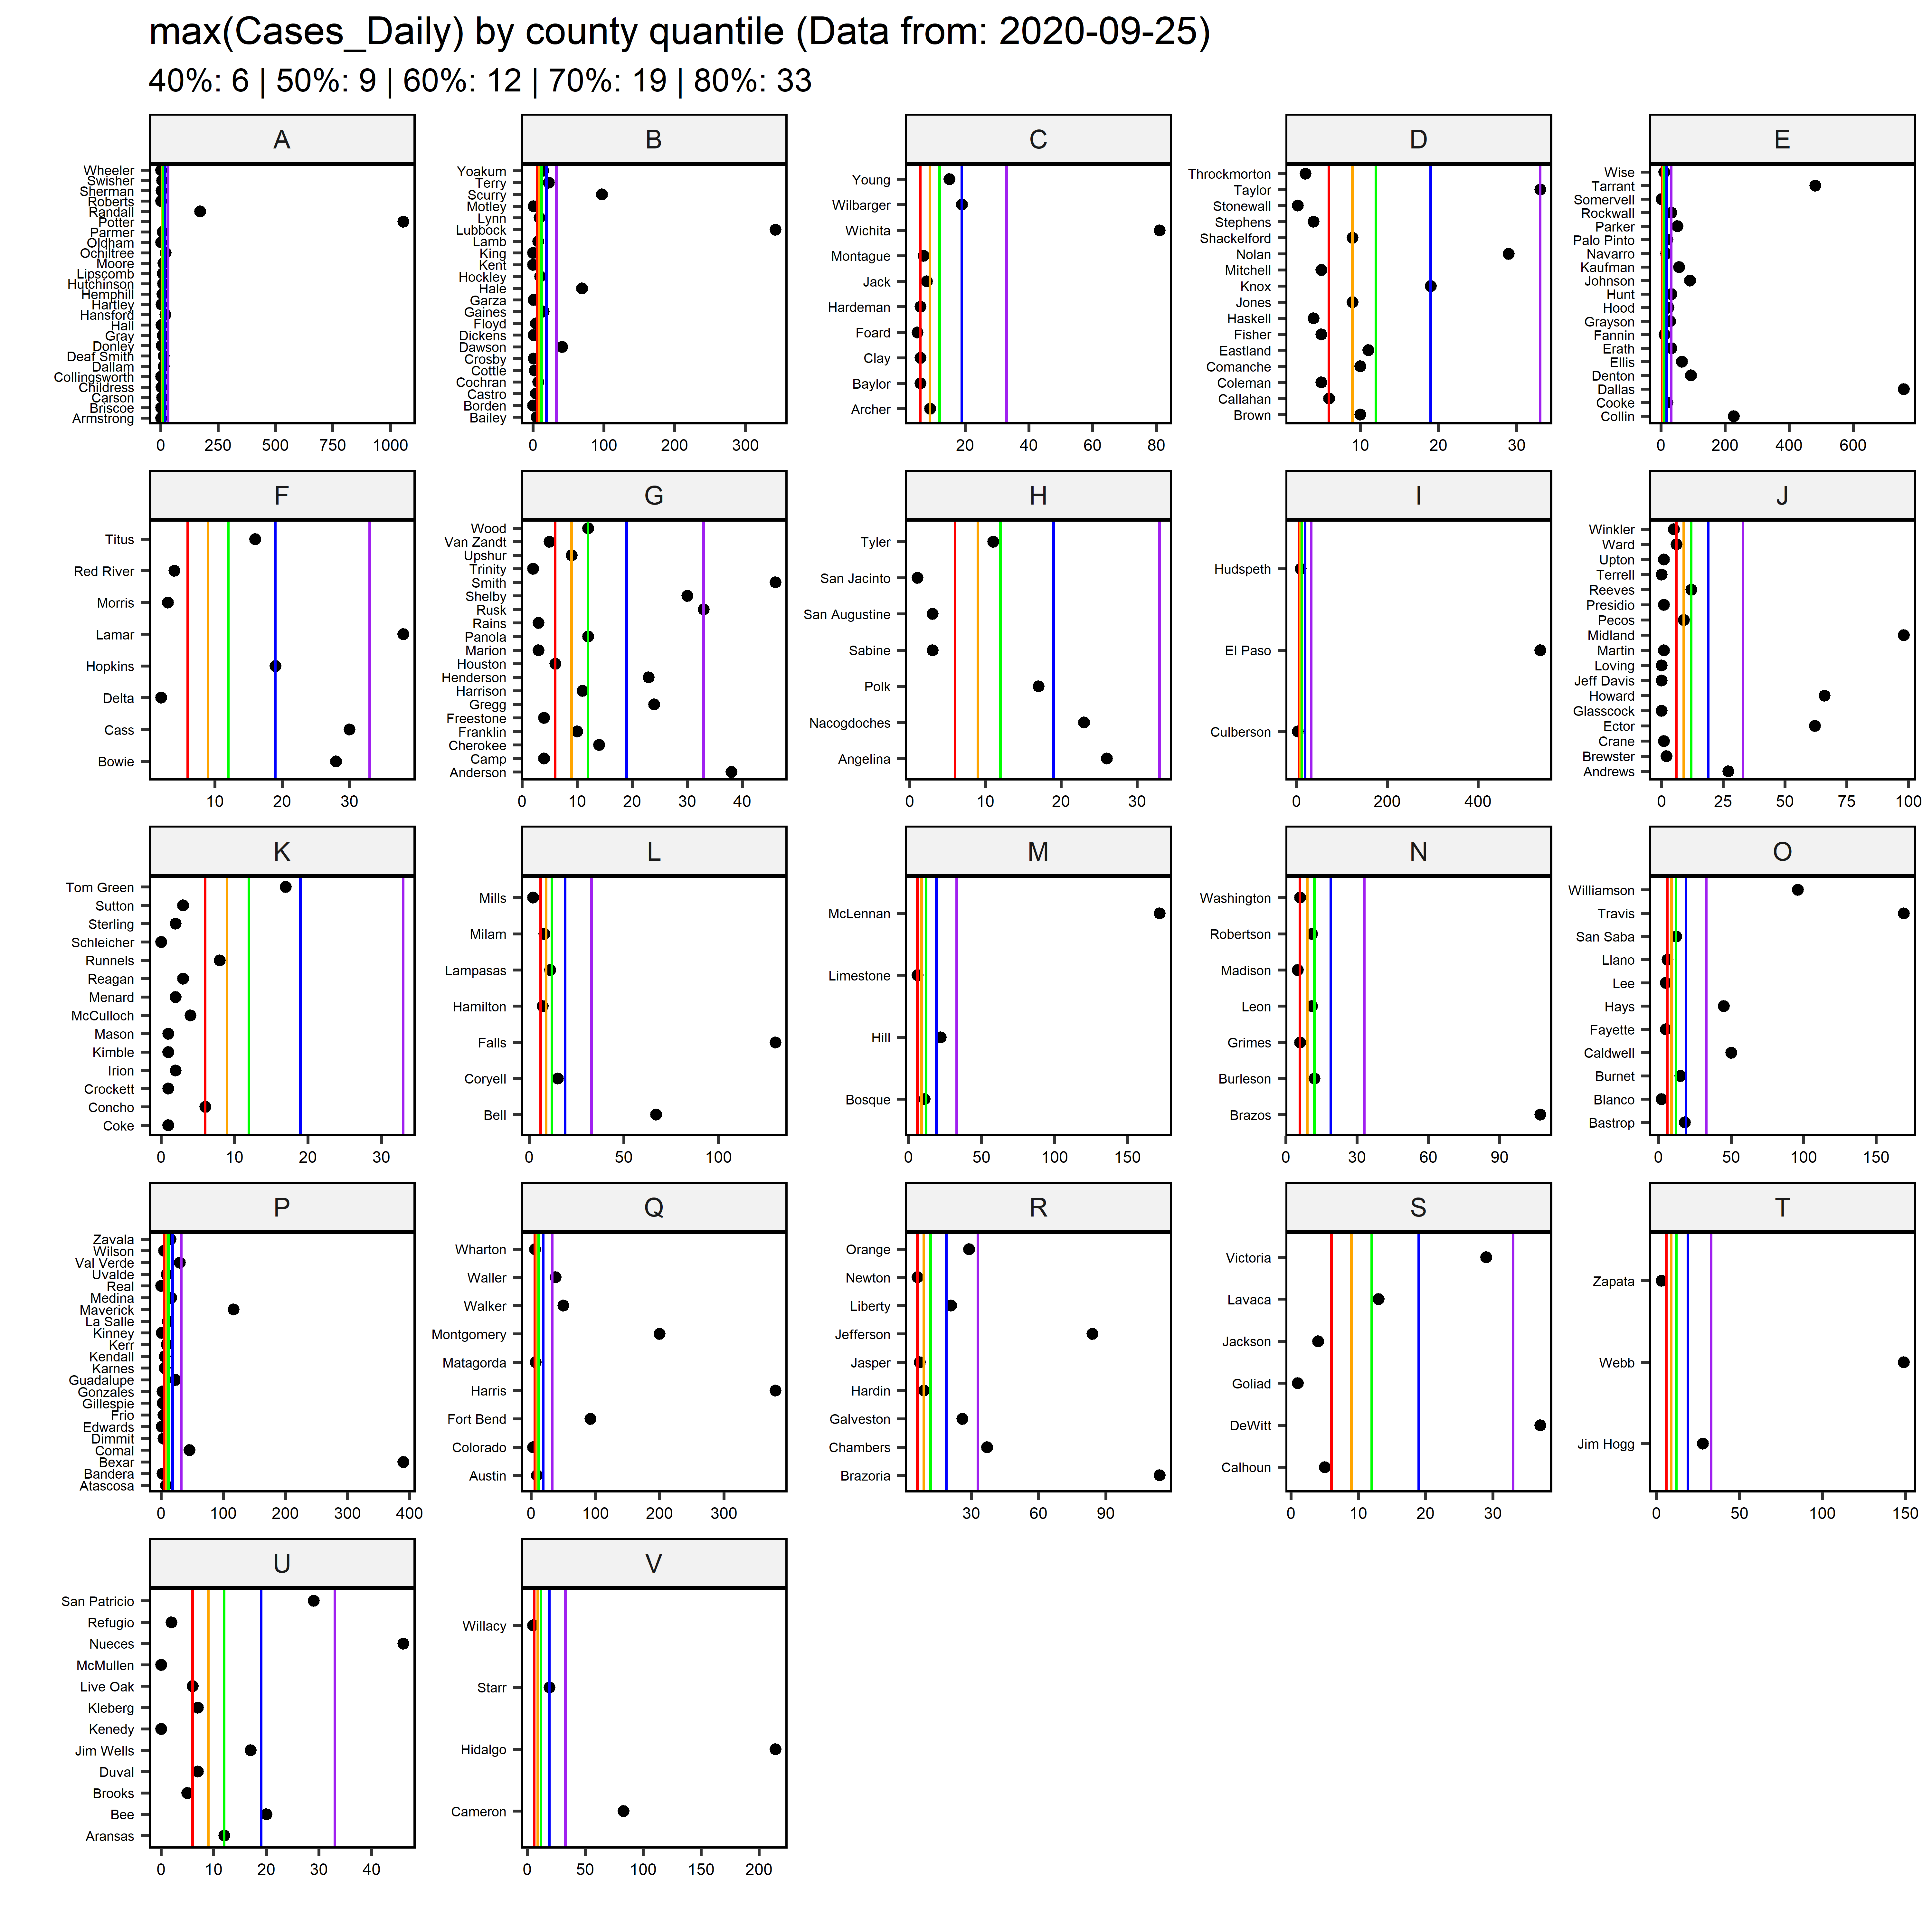 max(Cases_Daily) by county quantile (Data from: 2020-09-25)
40%: 6 | 50%: 9 | 60%: 12 | 70%: 19 | 80%: 33
A
Wheeler
Swisher
Sherman
Roberts
Randall
Potter
Parmer
Oldham
Ochiltree
Moore
Lipscomb
Hutchinson
Hemphill
Hartley
Hansford
Hall
Gray
Donley
Deaf Smith
Dallam
Collingsworth
Childress
Carson
Briscoe
Armstrong
0 250 500 750 1000
B
Yoakum
Terry
Scurry
Motley
Lynn
Lubbock
Lamb
King
Kent
Hockley
Hale
Garza
Gaines
Floyd
Dickens
Dawson
Crosby
Cottle
Cochran
Castro
Borden
Bailey
0 100 200 300
C
Young
Wilbarger
Wichita
Montague
Jack
Hardeman
Foard
Clay
Baylor
Archer
20 40 60 80
D
Throckmorton
Taylor
Stonewall
Stephens
Shackelford
Nolan
Mitchell
Knox
Jones
Haskell
Fisher
Eastland
Comanche
Coleman
Callahan
Brown
10 20 30
E
Wise
Tarrant
Somervell
Rockwall
Parker
Palo Pinto
Navarro
Kaufman
Johnson
Hunt
Hood
Grayson
Fannin
Erath
Ellis
Denton
Dallas
Cooke
Collin
0 200 400 600
F
Titus
Red River
Morris
Lamar
Hopkins
Delta
Cass
Bowie
10 20 30
G
Wood
Van Zandt
Upshur
Trinity
Smith
Shelby
Rusk
Rains
Panola
Marion
Houston
Henderson
Harrison
Gregg
Freestone
Franklin
Cherokee
Camp
Anderson
0 10 20 30 40
H
Tyler
San Jacinto
San Augustine
Sabine
Polk
Nacogdoches
Angelina
0 10 20 30
I
Hudspeth
El Paso
Culberson
0 200 400
J
Winkler
Ward
Upton
Terrell
Reeves
Presidio
Pecos
Midland
Martin
Loving
Jeff Davis
Howard
Glasscock
Ector
Crane
Brewster
Andrews
0 25 50 75 100
K
Tom Green
Sutton
Sterling
Schleicher
Runnels
Reagan
Menard
McCulloch
Mason
Kimble
Irion
Crockett
Concho
Coke
0 10 20 30
L
Mills
Milam
Lampasas
Hamilton
Falls
Coryell
Bell
0 50 100
M
McLennan
Limestone
Hill
Bosque
0 50 100 150
N
Washington
Robertson
Madison
Leon
Grimes
Burleson
Brazos
0 30 60 90
O
Williamson
Travis
San Saba
Llano
Lee
Hays
Fayette
Caldwell
Burnet
Blanco
Bastrop
0 50 100 150
P
Zavala
Wilson
Val Verde
Uvalde
Real
Medina
Maverick
La Salle
Kinney
Kerr
Kendall
Karnes
Guadalupe
Gonzales
Gillespie
Frio
Edwards
Dimmit
Comal
Bexar
Bandera
Atascosa
0 100 200 300 400
Q
Wharton
Waller
Walker
Montgomery
Matagorda
Harris
Fort Bend
Colorado
Austin
0 100 200 300
R
Orange
Newton
Liberty
Jefferson
Jasper
Hardin
Galveston
Chambers
Brazoria
30 60 90
S
Victoria
Lavaca
Jackson
Goliad
DeWitt
Calhoun
0 10 20 30
T
Zapata
Webb
Jim Hogg
0 50 100 150
U
San Patricio
Refugio
Nueces
McMullen
Live Oak
Kleberg
Kenedy
Jim Wells
Duval
Brooks
Bee
Aransas
0 10 20 30 40
V
Willacy
Starr
Hidalgo
Cameron
0 50 100 150 200